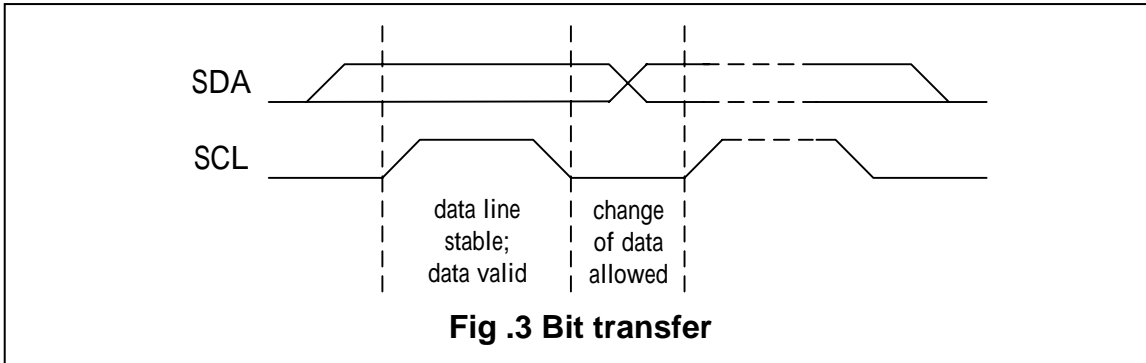 SDA
SCL
data line
stable;
data valid
change
of data
allowed
Fig .3 Bit transfer